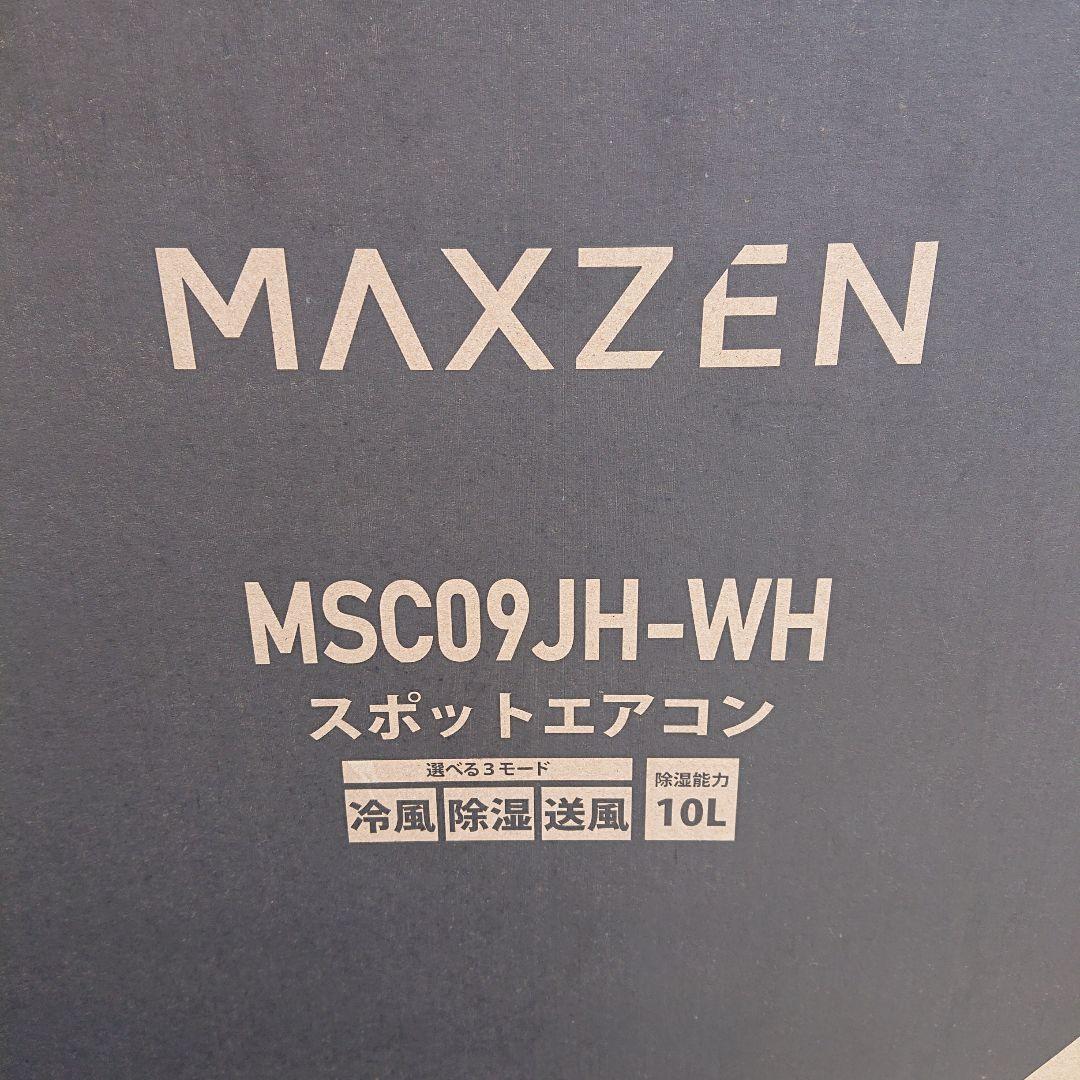 MAXZEN
MSC09JH-WH
スポットエアコン
選べる3モード
冷風 除湿 送風
除湿能力
10L